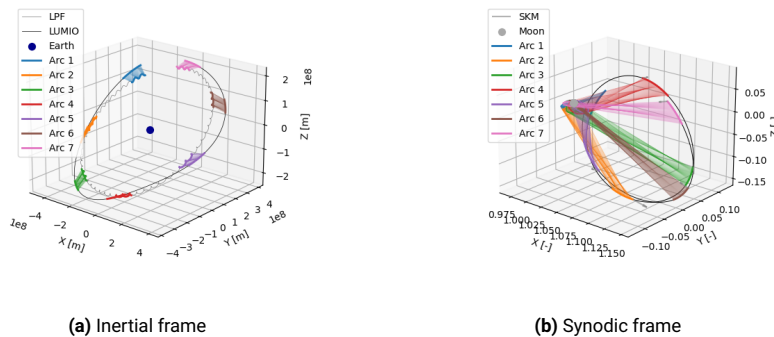 LPF
LUMIO
Earth
Arc 1
Arc 2
Arc 3
Arc 4
Arc 5
Arc 6
Arc 7
1e8
2
1
0
−1
−2
Z [m]
1e8
−4
−2
0
2
4
X [m]
−4
−3
−2
−1
0
1
2
3
4
1e8
Y [m]
(a) Inertial frame
SKM
Moon
Arc 1
Arc 2
Arc 3
Arc 4
Arc 5
Arc 6
Arc 7
0.05
0.00
−0.05
−0.10
−0.15
0.975
1.000
1.025
1.050
1.075
1.100
1.125
1.150
X [-]
−0.10
−0.05
0.00
0.05
0.10
Y [-]
(b) Synodic frame